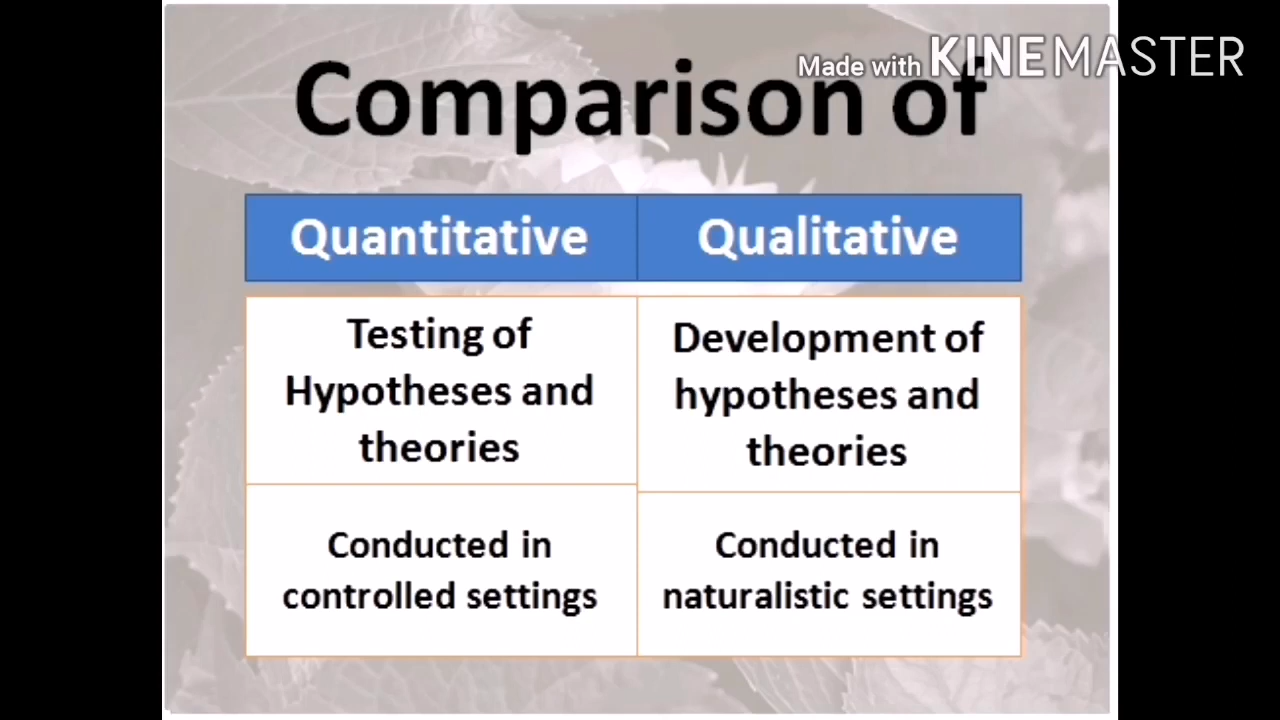 Made with KINEMASTER
Comparison of
Quantitative
Qualitative
Testing of
Hypotheses and
theories
Development of
hypotheses and
theories
Conducted in
controlled settings
Conducted in
naturalistic settings